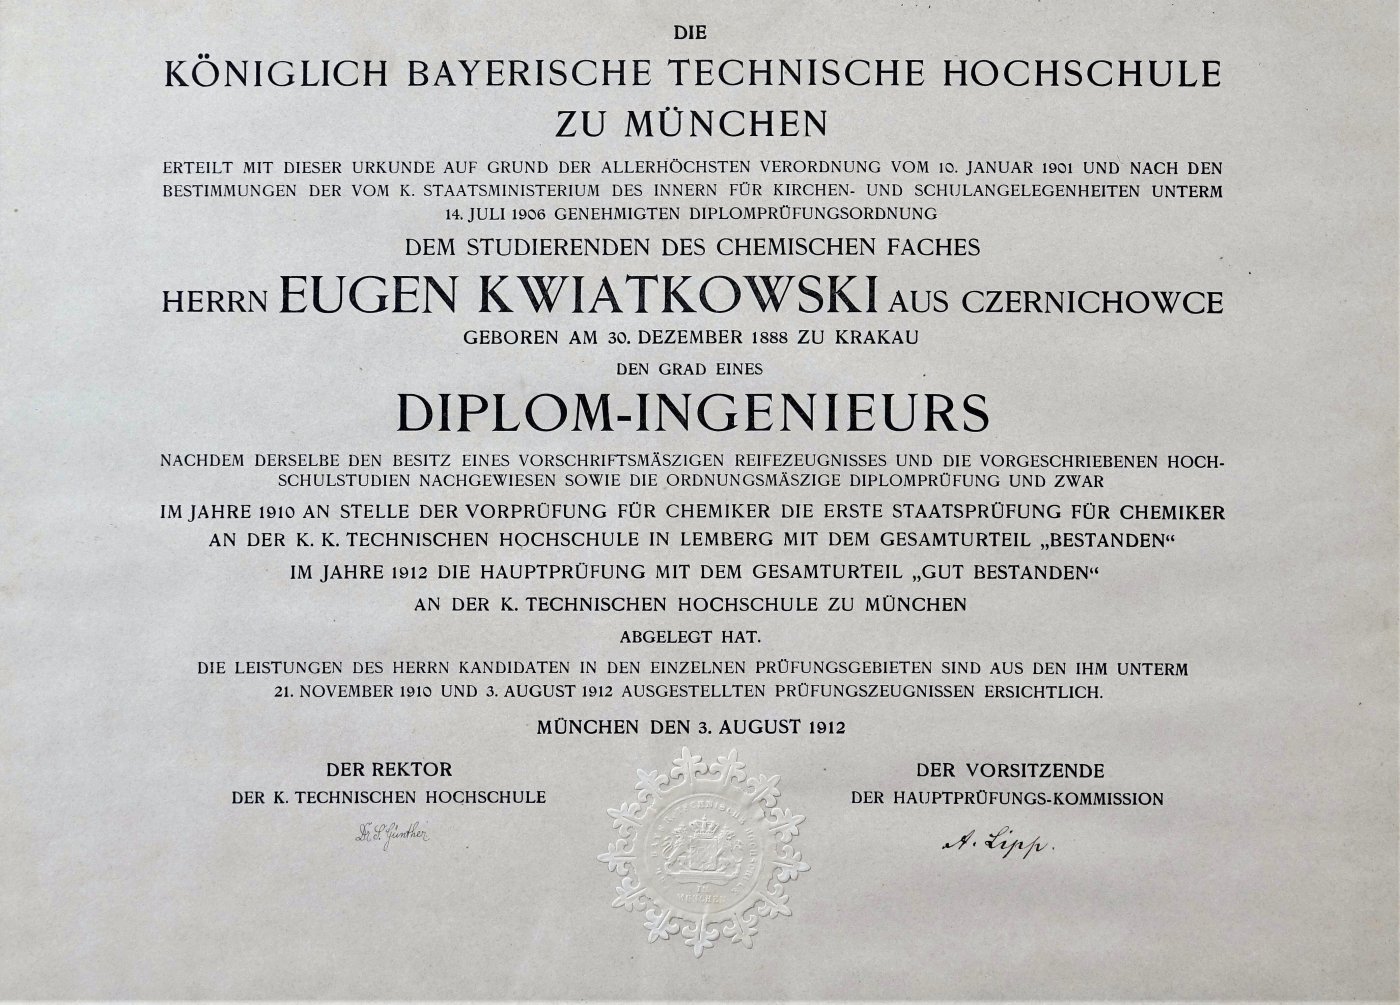 DIE
KÖNIGLICH BAYERISCHE TECHNISCHE HOCHSCHULE
ZU MÜNCHEN
ERTEILT MIT DIESER URKUNDE AUF GRUND DER ALLERHÖCHSTEN VERORDNUNG VOM 10. JANUAR 1901 UND NACH DEN
BESTIMMUNGEN DER VOM K. STAATSMINISTERIUM DES INNERN FÜR KIRCHEN- UND SCHULANGELEGENHEITEN UNTERM
14. JULI 1906 GENEHMIGTEN DIPLOMPRÜFUNGSORDNUNG
DEM STUDIERENDEN DES CHEMISCHEN FACHES
HERRN EUGEN KWIATKOWSKI AUS CZERNICHOWCE
GEBOREN AM 30. DEZEMBER 1888 ZU KRAKAU
DEN GRAD EINES
DIPLOM-INGENIEURS
NACHDEM DERSELBE DEN BESITZ EINES VORSCHRIFTSMÄSZIGEN REIFEZEUGNISSES UND DIE VORGESCHRIEBENEN HOCH-
SCHULSTUDIEN NACHGEWIESEN SOWIE DIE ORDNUNGSMÄSZIGE DIPLOMPRÜFUNG UND ZWAR
IM JAHRE 1910 AN STELLE DER VORPRÜFUNG FÜR CHEMIKER DIE ERSTE STAATSPRÜFUNG FÜR CHEMIKER
AN DER K. K. TECHNISCHEN HOCHSCHULE IN LEMBERG MIT DEM GESAMTURTEIL „BESTANDEN“
IM JAHRE 1912 DIE HAUPTPRÜFUNG MIT DEM GESAMTURTEIL „GUT BESTANDEN“
AN DER K. TECHNISCHEN HOCHSCHULE ZU MÜNCHEN
ABGELEGT HAT.
DIE LEISTUNGEN DES HERRN KANDIDATEN IN DEN EINZELNEN PRÜFUNGSGEBIETEN SIND AUS DEN IHM UNTERM
21. NOVEMBER 1910 UND 3. AUGUST 1912 AUSGESTELLTEN PRÜFUNGSZEUGNISSEN ERSICHTLICH.
MÜNCHEN DEN 3. AUGUST 1912
DER REKTOR
DER K. TECHNISCHEN HOCHSCHULE
Dr. S. Günther
DER VORSITZENDE
DER HAUPTPRÜFUNGS-KOMMISSION
A. Lipp.
TECHNISCHE
MÜNCHEN